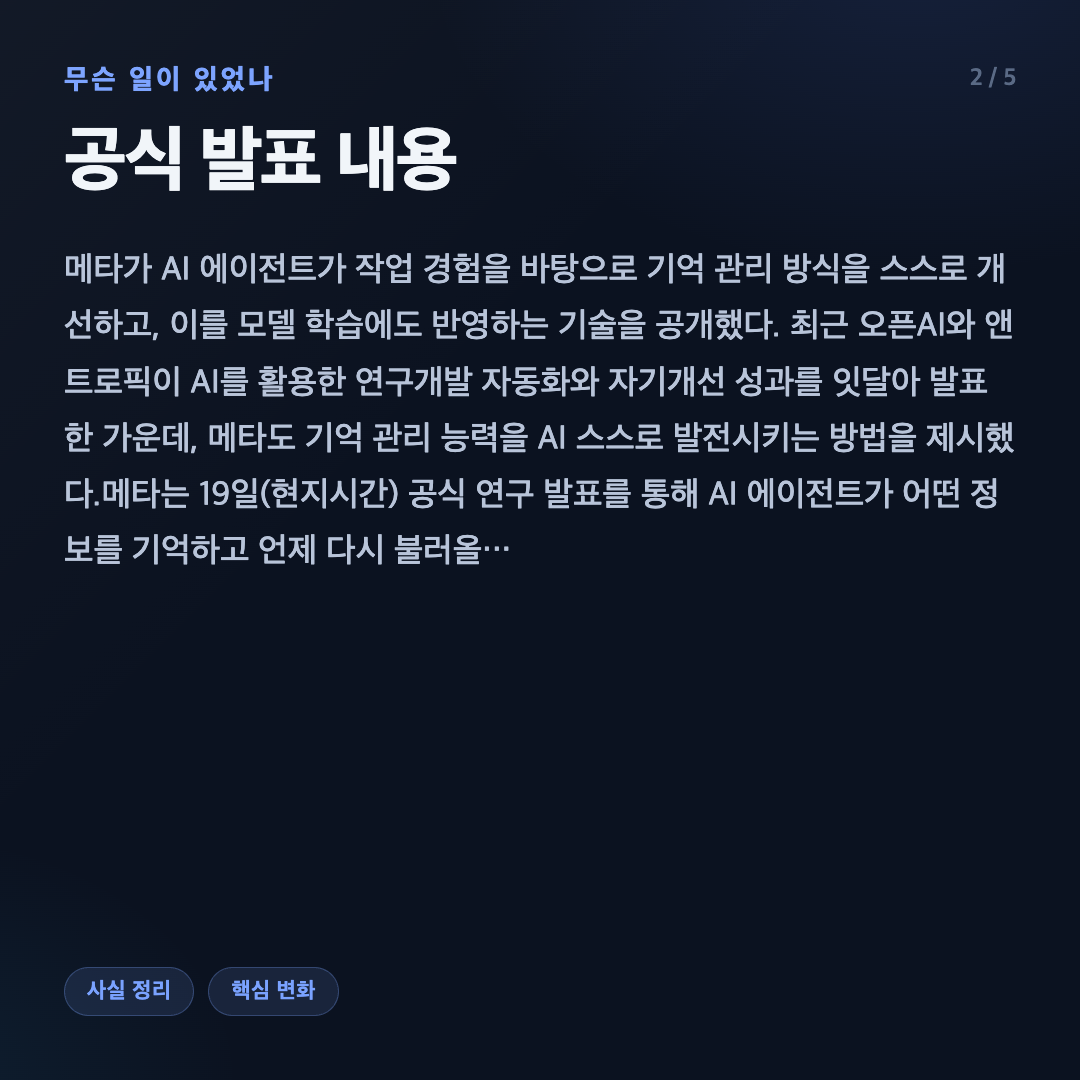 무슨 일이 있었나
2 / 5
공식 발표 내용
메타가 AI 에이전트가 작업 경험을 바탕으로 기억 관리 방식을 스스로 개
선하고, 이를 모델 학습에도 반영하는 기술을 공개했다. 최근 오픈AI와 앤
트로픽이 AI를 활용한 연구개발 자동화와 자기개선 성과를 잇달아 발표
한 가운데, 메타도 기억 관리 능력을 AI 스스로 발전시키는 방법을 제시했
다.메타는 19일(현지시간) 공식 연구 발표를 통해 AI 에이전트가 어떤 정
보를 기억하고 언제 다시 불러올…
사실 정리
핵심 변화